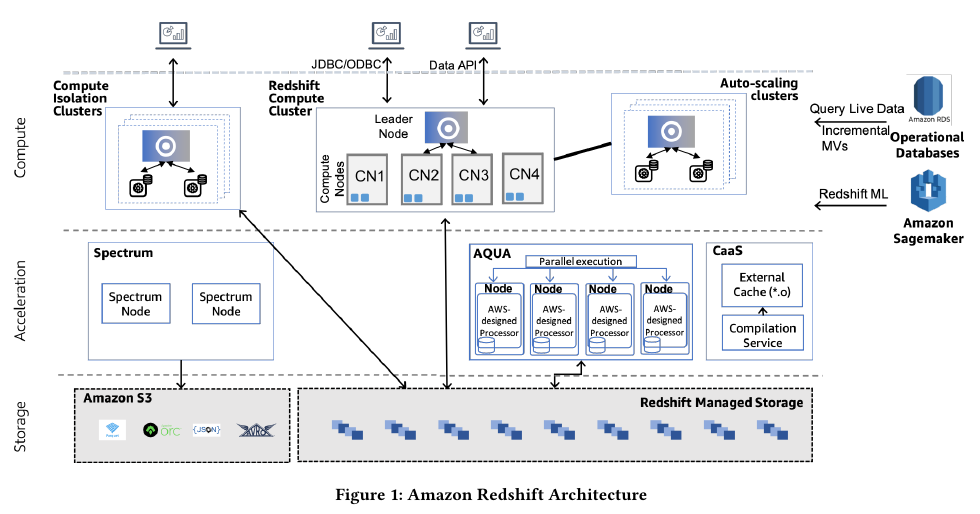 JDBC/ODBC
Data API
Compute
Compute
Isolation
Clusters
Redshift
Compute
Cluster
Leader
Node
Compute
Nodes
CN1
CN2
CN3
CN4
Auto-scaling
clusters
Query Live Data
Incremental
MVs
Amazon RDS
Operational
Databases
Redshift ML
Amazon
Sagemaker
Acceleration
Spectrum
Spectrum
Node
Spectrum
Node
AQUA
Parallel execution
Node
AWS-
designed
Processor
Node
AWS-
designed
Processor
Node
AWS-
designed
Processor
Node
AWS-
designed
Processor
CaaS
External
Cache (*.o)
Compilation
Service
Storage
Amazon S3
orc
{JSON}
Redshift Managed Storage
Figure 1: Amazon Redshift Architecture